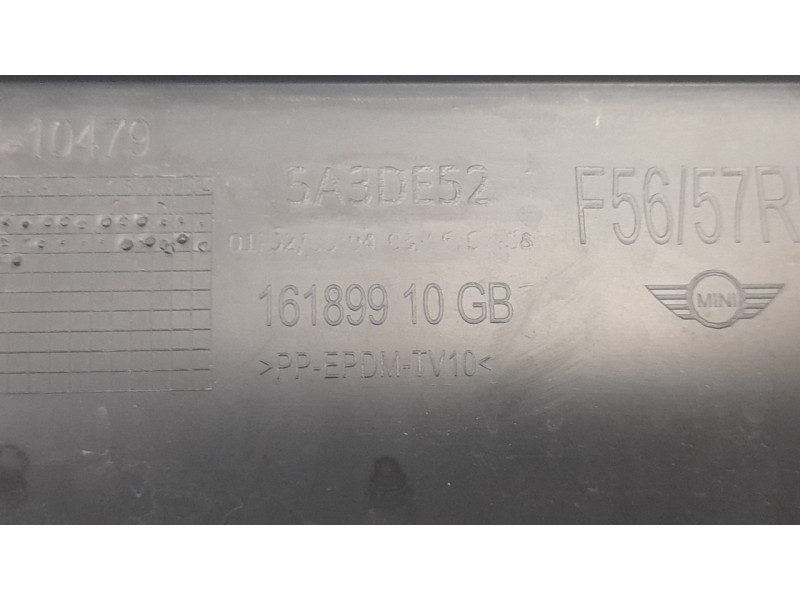 10479
5A3DE52
F56/57R
161899 10 GB
MINI
>PP-EPDM-TV10<